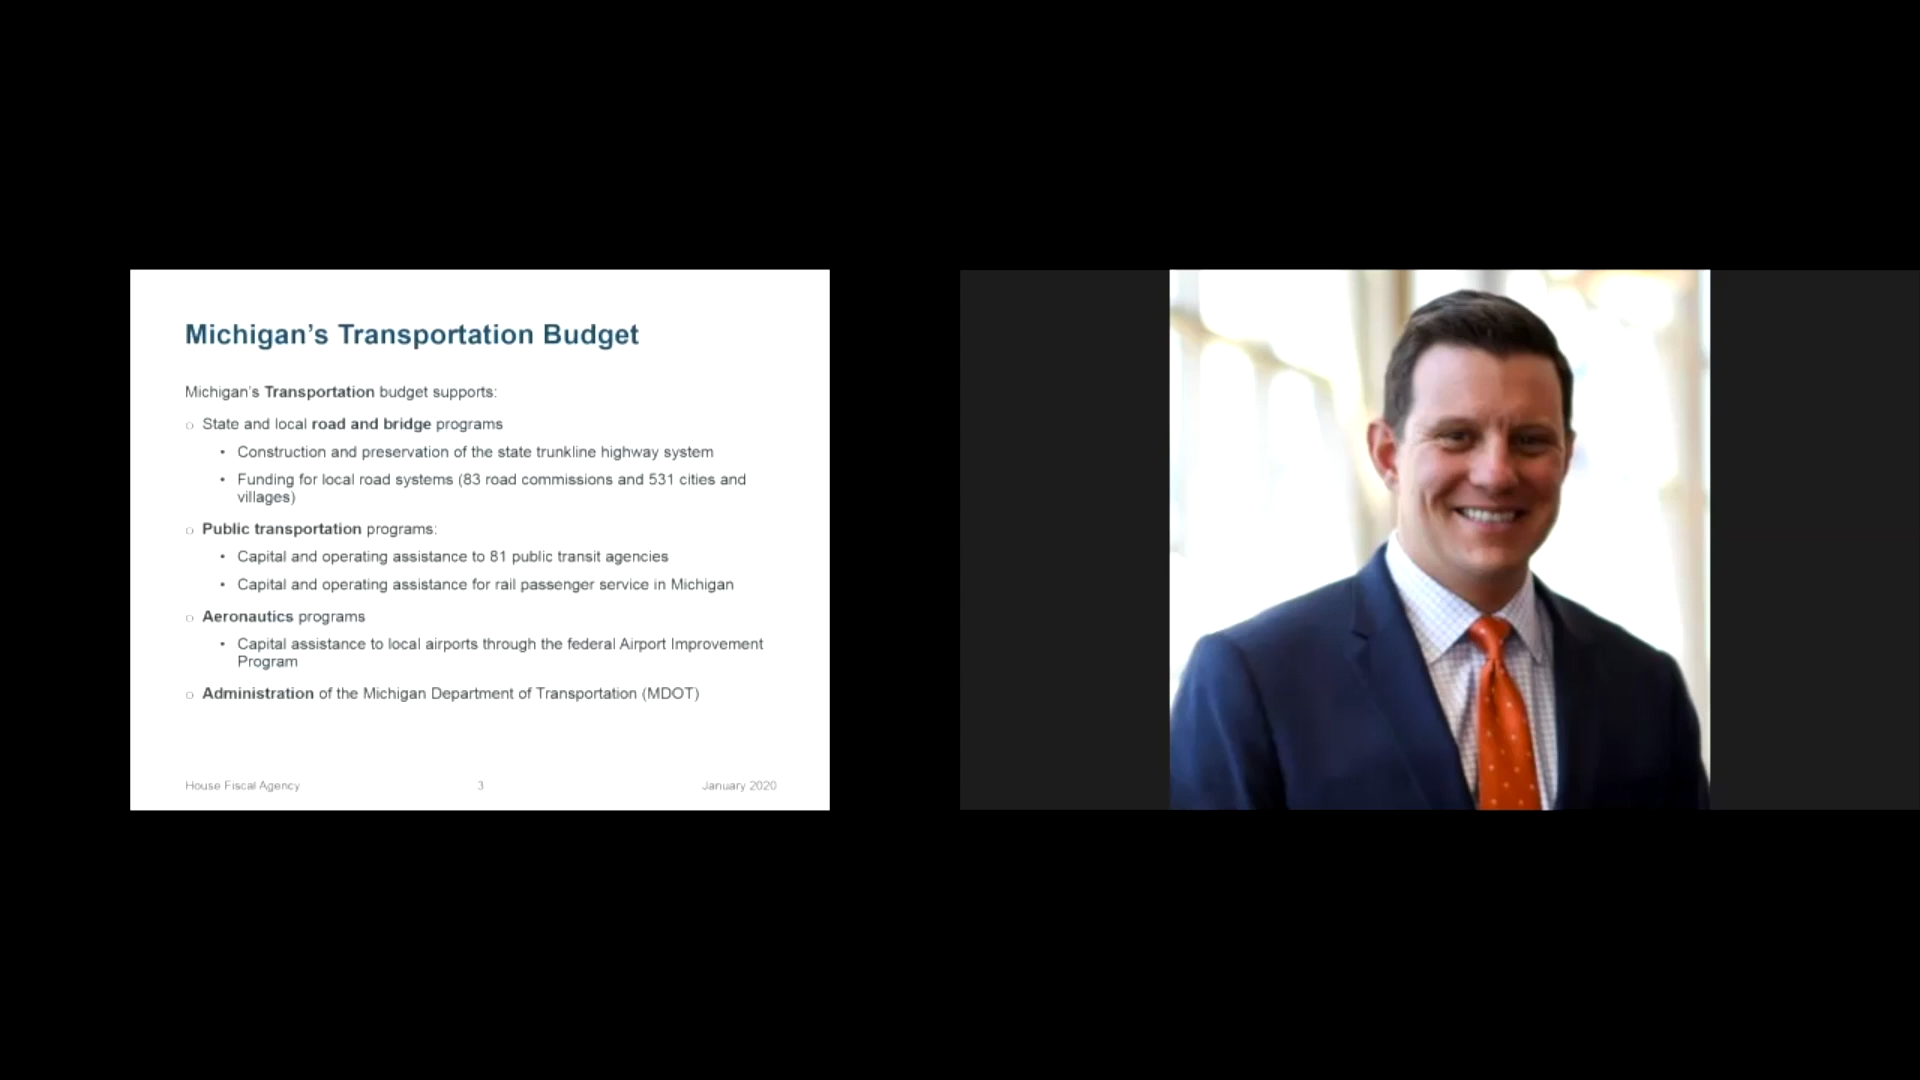 Michigan’s Transportation Budget
Michigan’s Transportation budget supports:
o State and local road and bridge programs
• Construction and preservation of the state trunkline highway system
• Funding for local road systems (83 road commissions and 531 cities and
villages)
o Public transportation programs:
• Capital and operating assistance to 81 public transit agencies
• Capital and operating assistance for rail passenger service in Michigan
o Aeronautics programs
• Capital assistance to local airports through the federal Airport Improvement
Program
o Administration of the Michigan Department of Transportation (MDOT)
House Fiscal Agency 3 January 2020